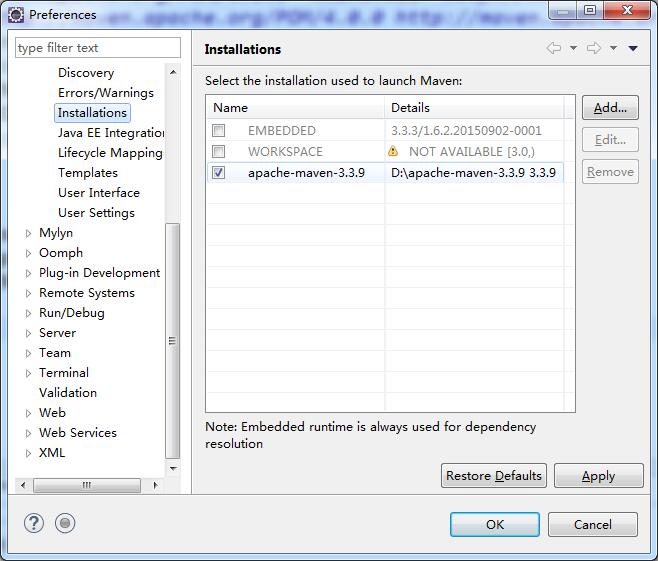 Preferences
type filter text
Discovery
Errors/Warnings
Installations
Java EE Integration
Lifecycle Mapping
Templates
User Interface
User Settings
Mylyn
Oomph
Plug-in Development
Remote Systems
Run/Debug
Server
Team
Terminal
Validation
Web
Web Services
XML
Installations
Select the installation used to launch Maven:
Name Details
EMBEDDED 3.3.3/1.6.2.20150902-0001
WORKSPACE NOT AVAILABLE [3.0,)
apache-maven-3.3.9 D:\apache-maven-3.3.9 3.3.9
Add...
Edit...
Remove
Note: Embedded runtime is always used for dependency
resolution
Restore Defaults Apply
OK Cancel